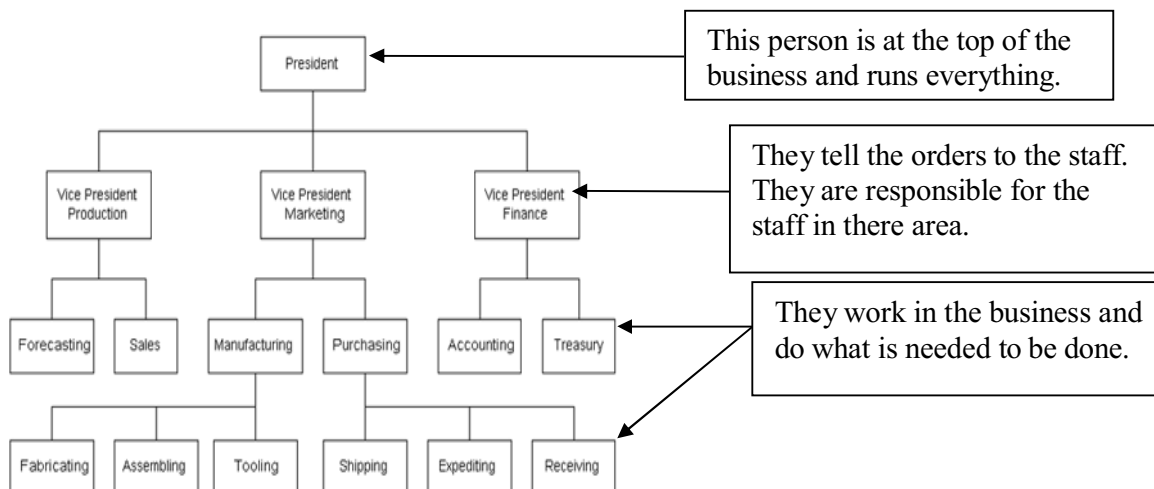 President
This person is at the top of the
business and runs everything.
Vice President
Production
Vice President
Marketing
Vice President
Finance
They tell the orders to the staff.
They are responsible for the
staff in there area.
Forecasting
Sales
Manufacturing
Purchasing
Accounting
Treasury
They work in the business and
do what is needed to be done.
Fabricating
Assembling
Tooling
Shipping
Expediting
Receiving